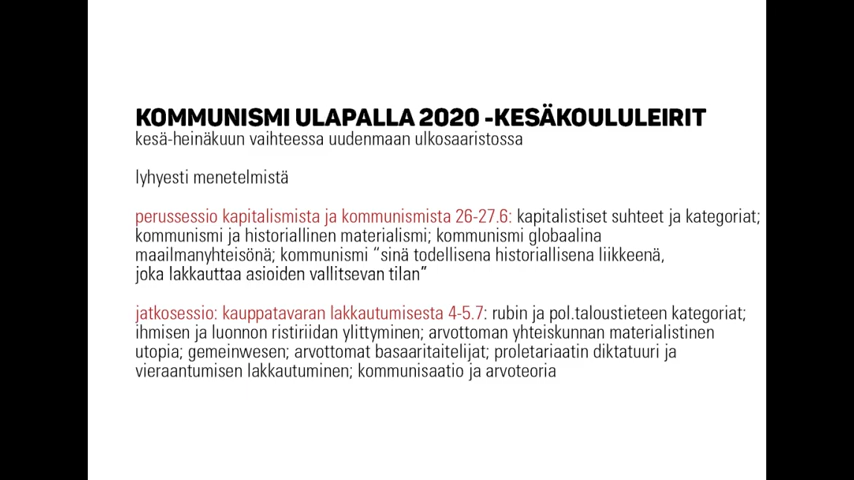 KOMMUNISMI ULAPALLA 2020 -KESÄKOULULEIRIT
kesä-heinäkuun vaihteessa uudenmaan ulkosaaristossa
lyhyesti menetelmistä
perussessio kapitalismista ja kommunismista 26-27.6: kapitalistiset suhteet ja kategoriat;
kommunismi ja historiallinen materialismi; kommunismi globaalina
maailmanyhteisönä; kommunismi "sinä todellisena historiallisena liikkeenä,
joka lakkauttaa asioiden vallitsevan tilan"
jatkosessio: kauppatavaran lakkautumisesta 4-5.7: rubin ja pol.taloustieteen kategoriat;
ihmisen ja luonnon ristiriidan ylittyminen; arvottoman yhteiskunnan materialistinen
utopia; gemeinwesen; arvottomat basaaritaitelijat; proletariaatin diktatuuri ja
vieraantumisen lakkautuminen; kommunisaatio ja arvoteoria